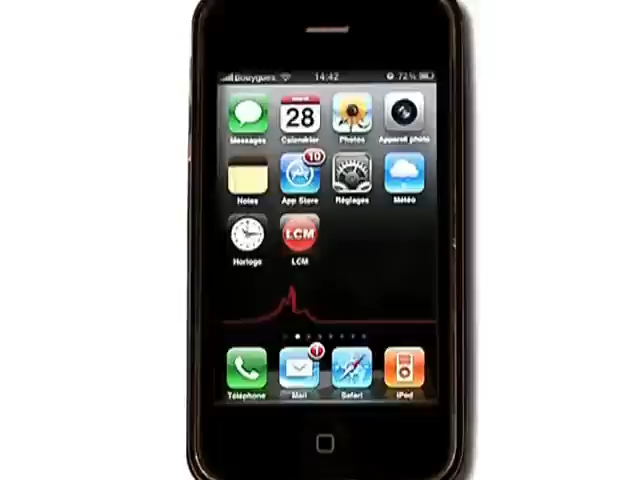 Bouygues 14:42 72 %
28
Messages Calendrier Photos Appareil photo
10
Notes App Store Réglages Météo
LCM
Horloge LCM
1
Téléphone Mail Safari iPod